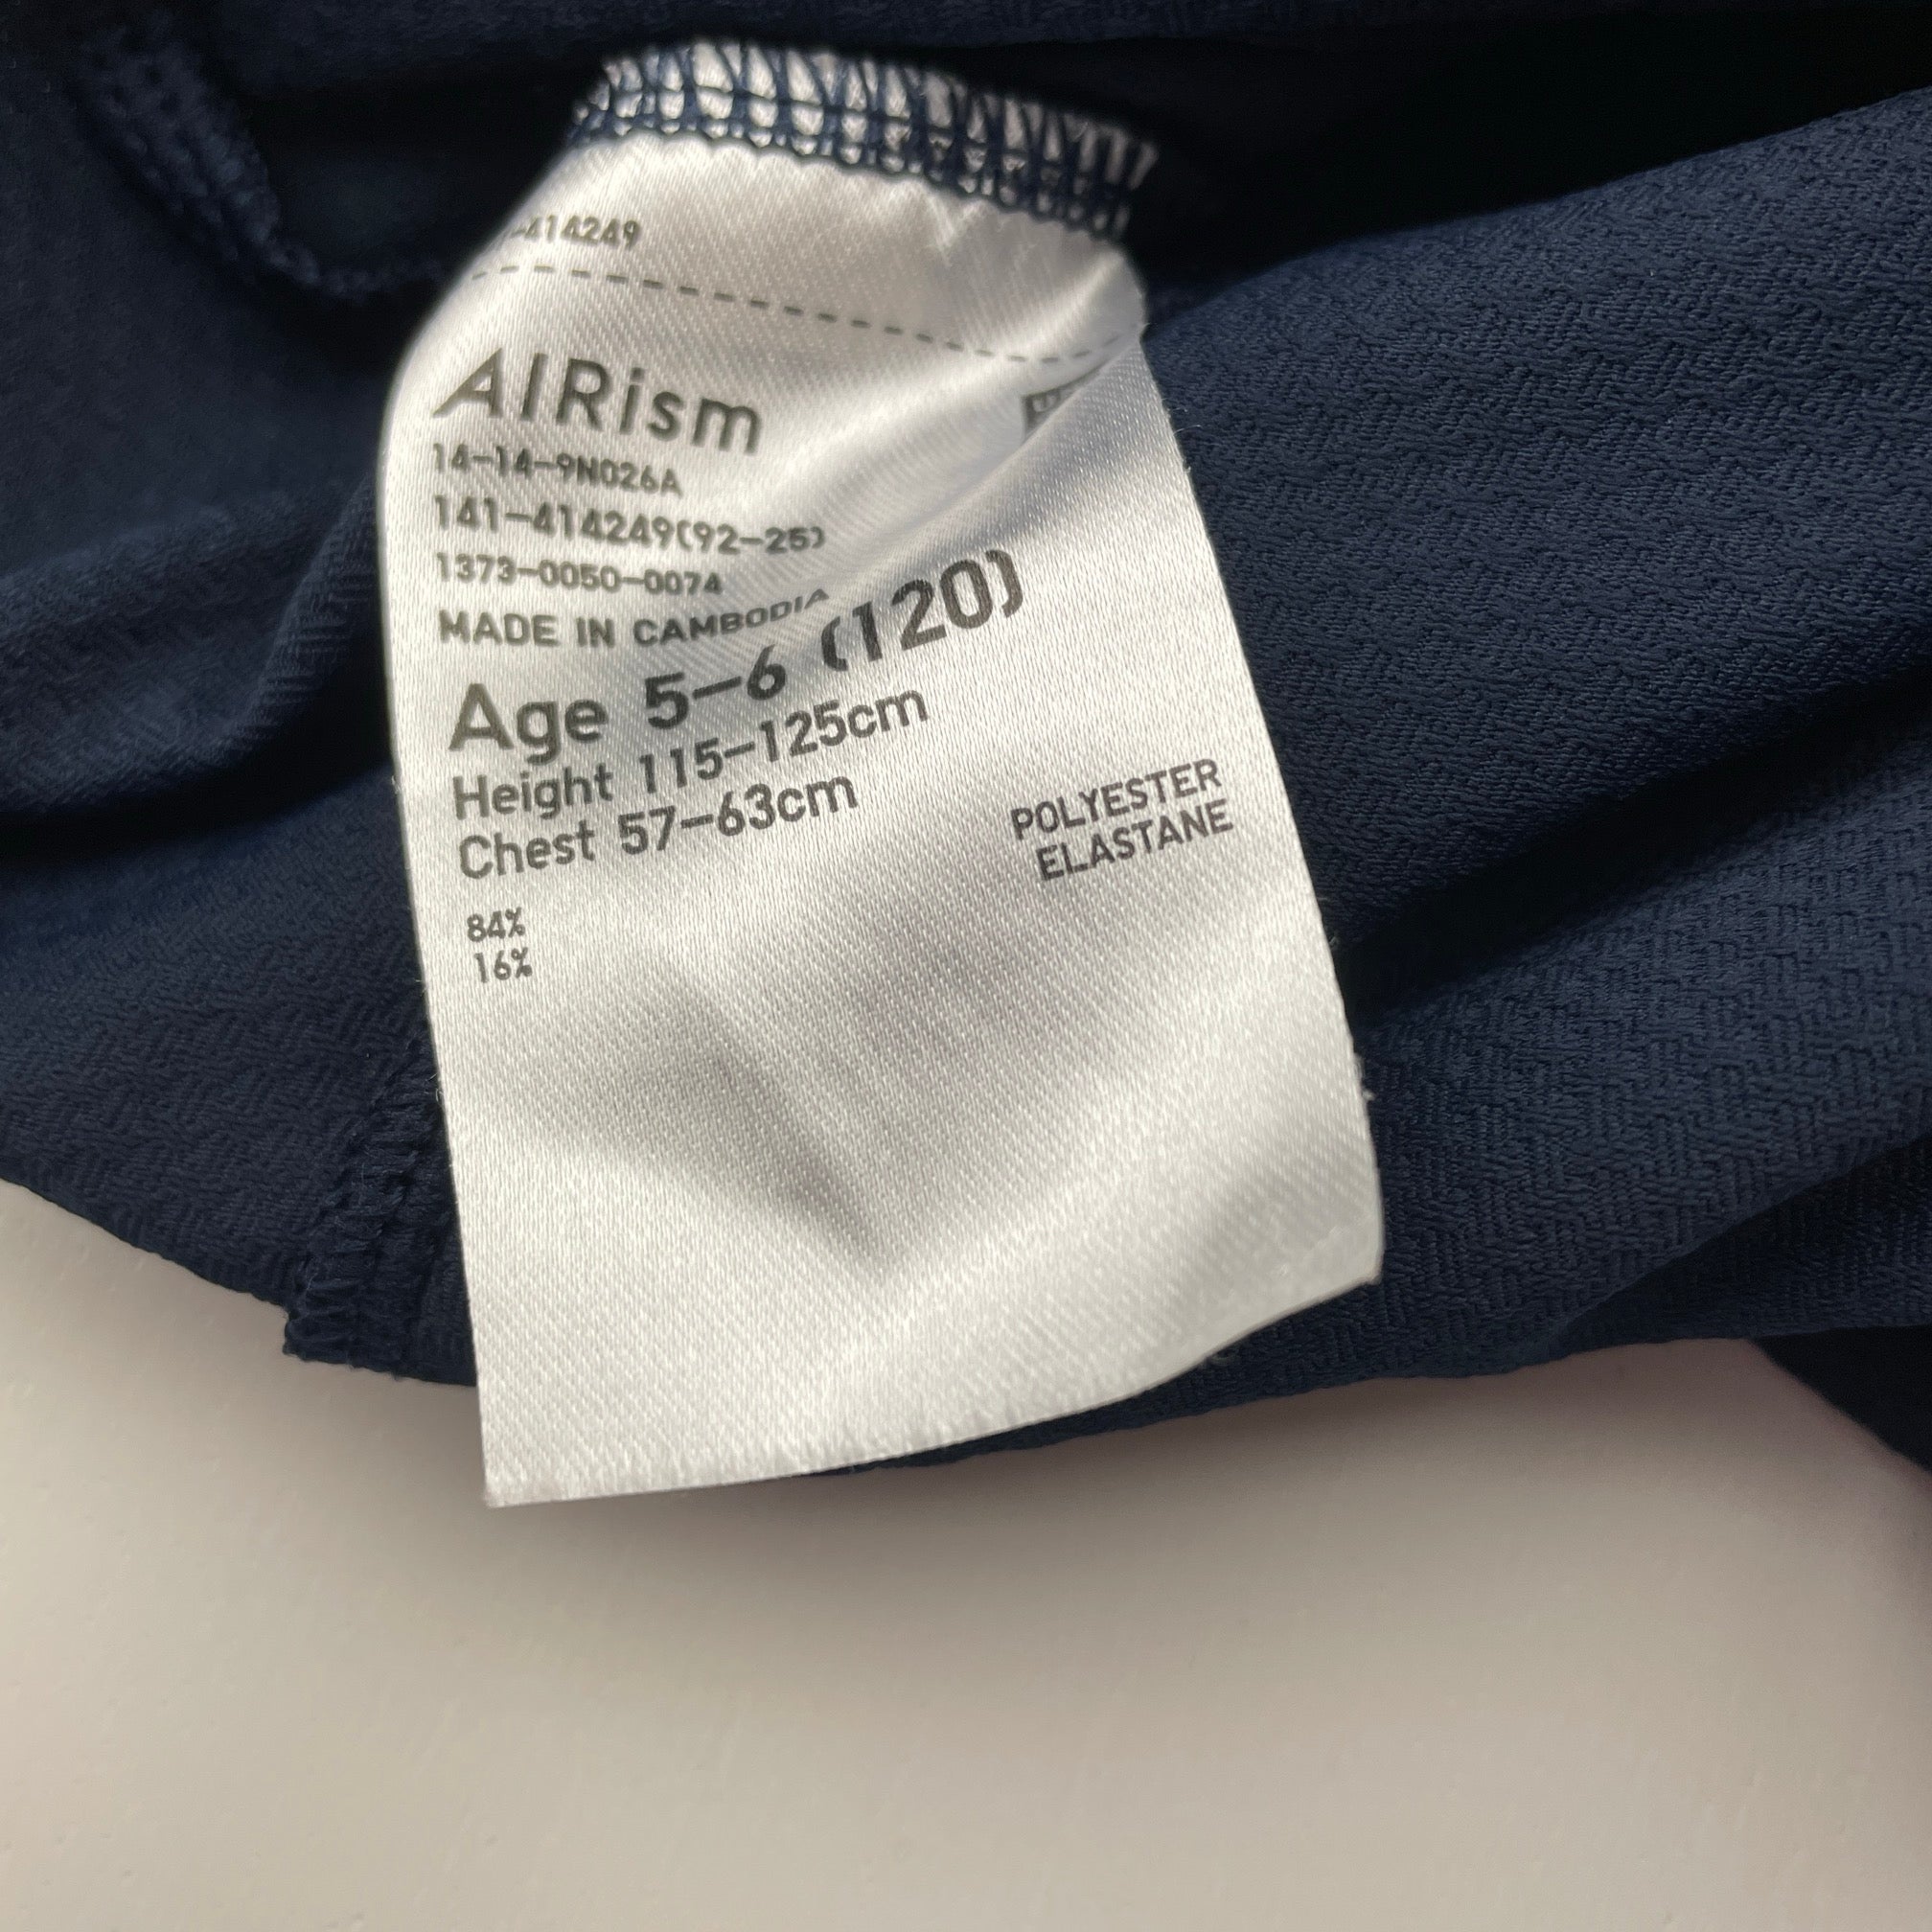 -414249
AIRism
14-14-9N026A
141-414249(92-25)
1373-0050-0074
MADE IN CAMBODIA
Age 5-6 (120)
Height 115-125cm
Chest 57-63cm
84% POLYESTER
16% ELASTANE